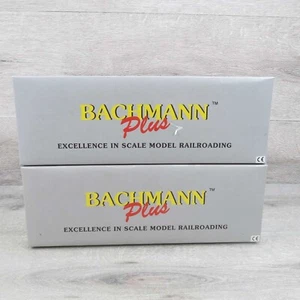 BACHMANN™
Plus
EXCELLENCE IN SCALE MODEL RAILROADING
CE
BACHMANN™
Plus
EXCELLENCE IN SCALE MODEL RAILROADING
CE